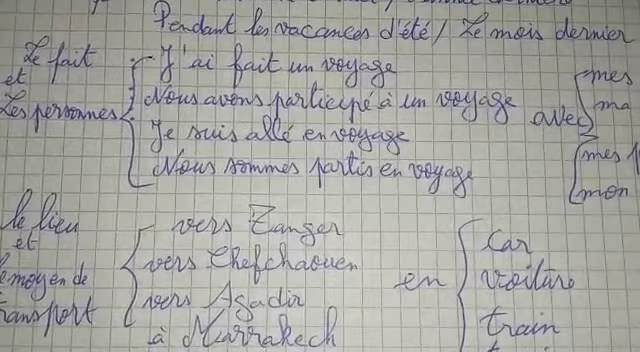 Pendant les vacances d'été / Le mois dernier
Le fait J'ai fait un voyage mes
et Nous avons participé à un voyage ma
Les personnes avec
Je suis allé en voyage mes
Nous sommes partis en voyage mon
le lieu vers Tanger car
et vers Chefchaouen en voiture
moyen de vers Agadir train
ansport à Marrakech